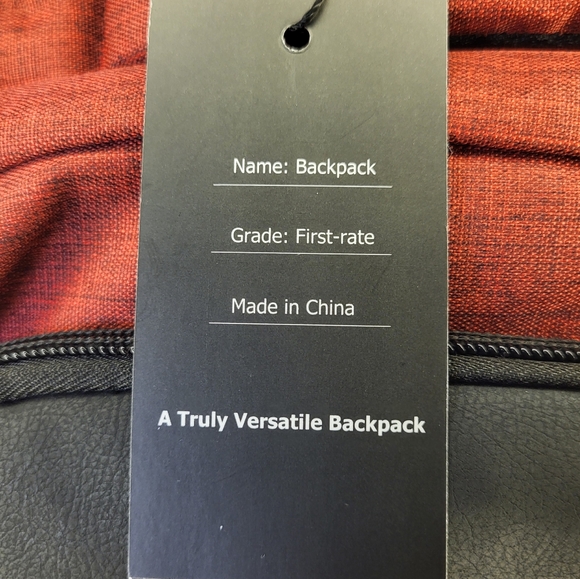 Name: Backpack
Grade: First-rate
Made in China
A Truly Versatile Backpack